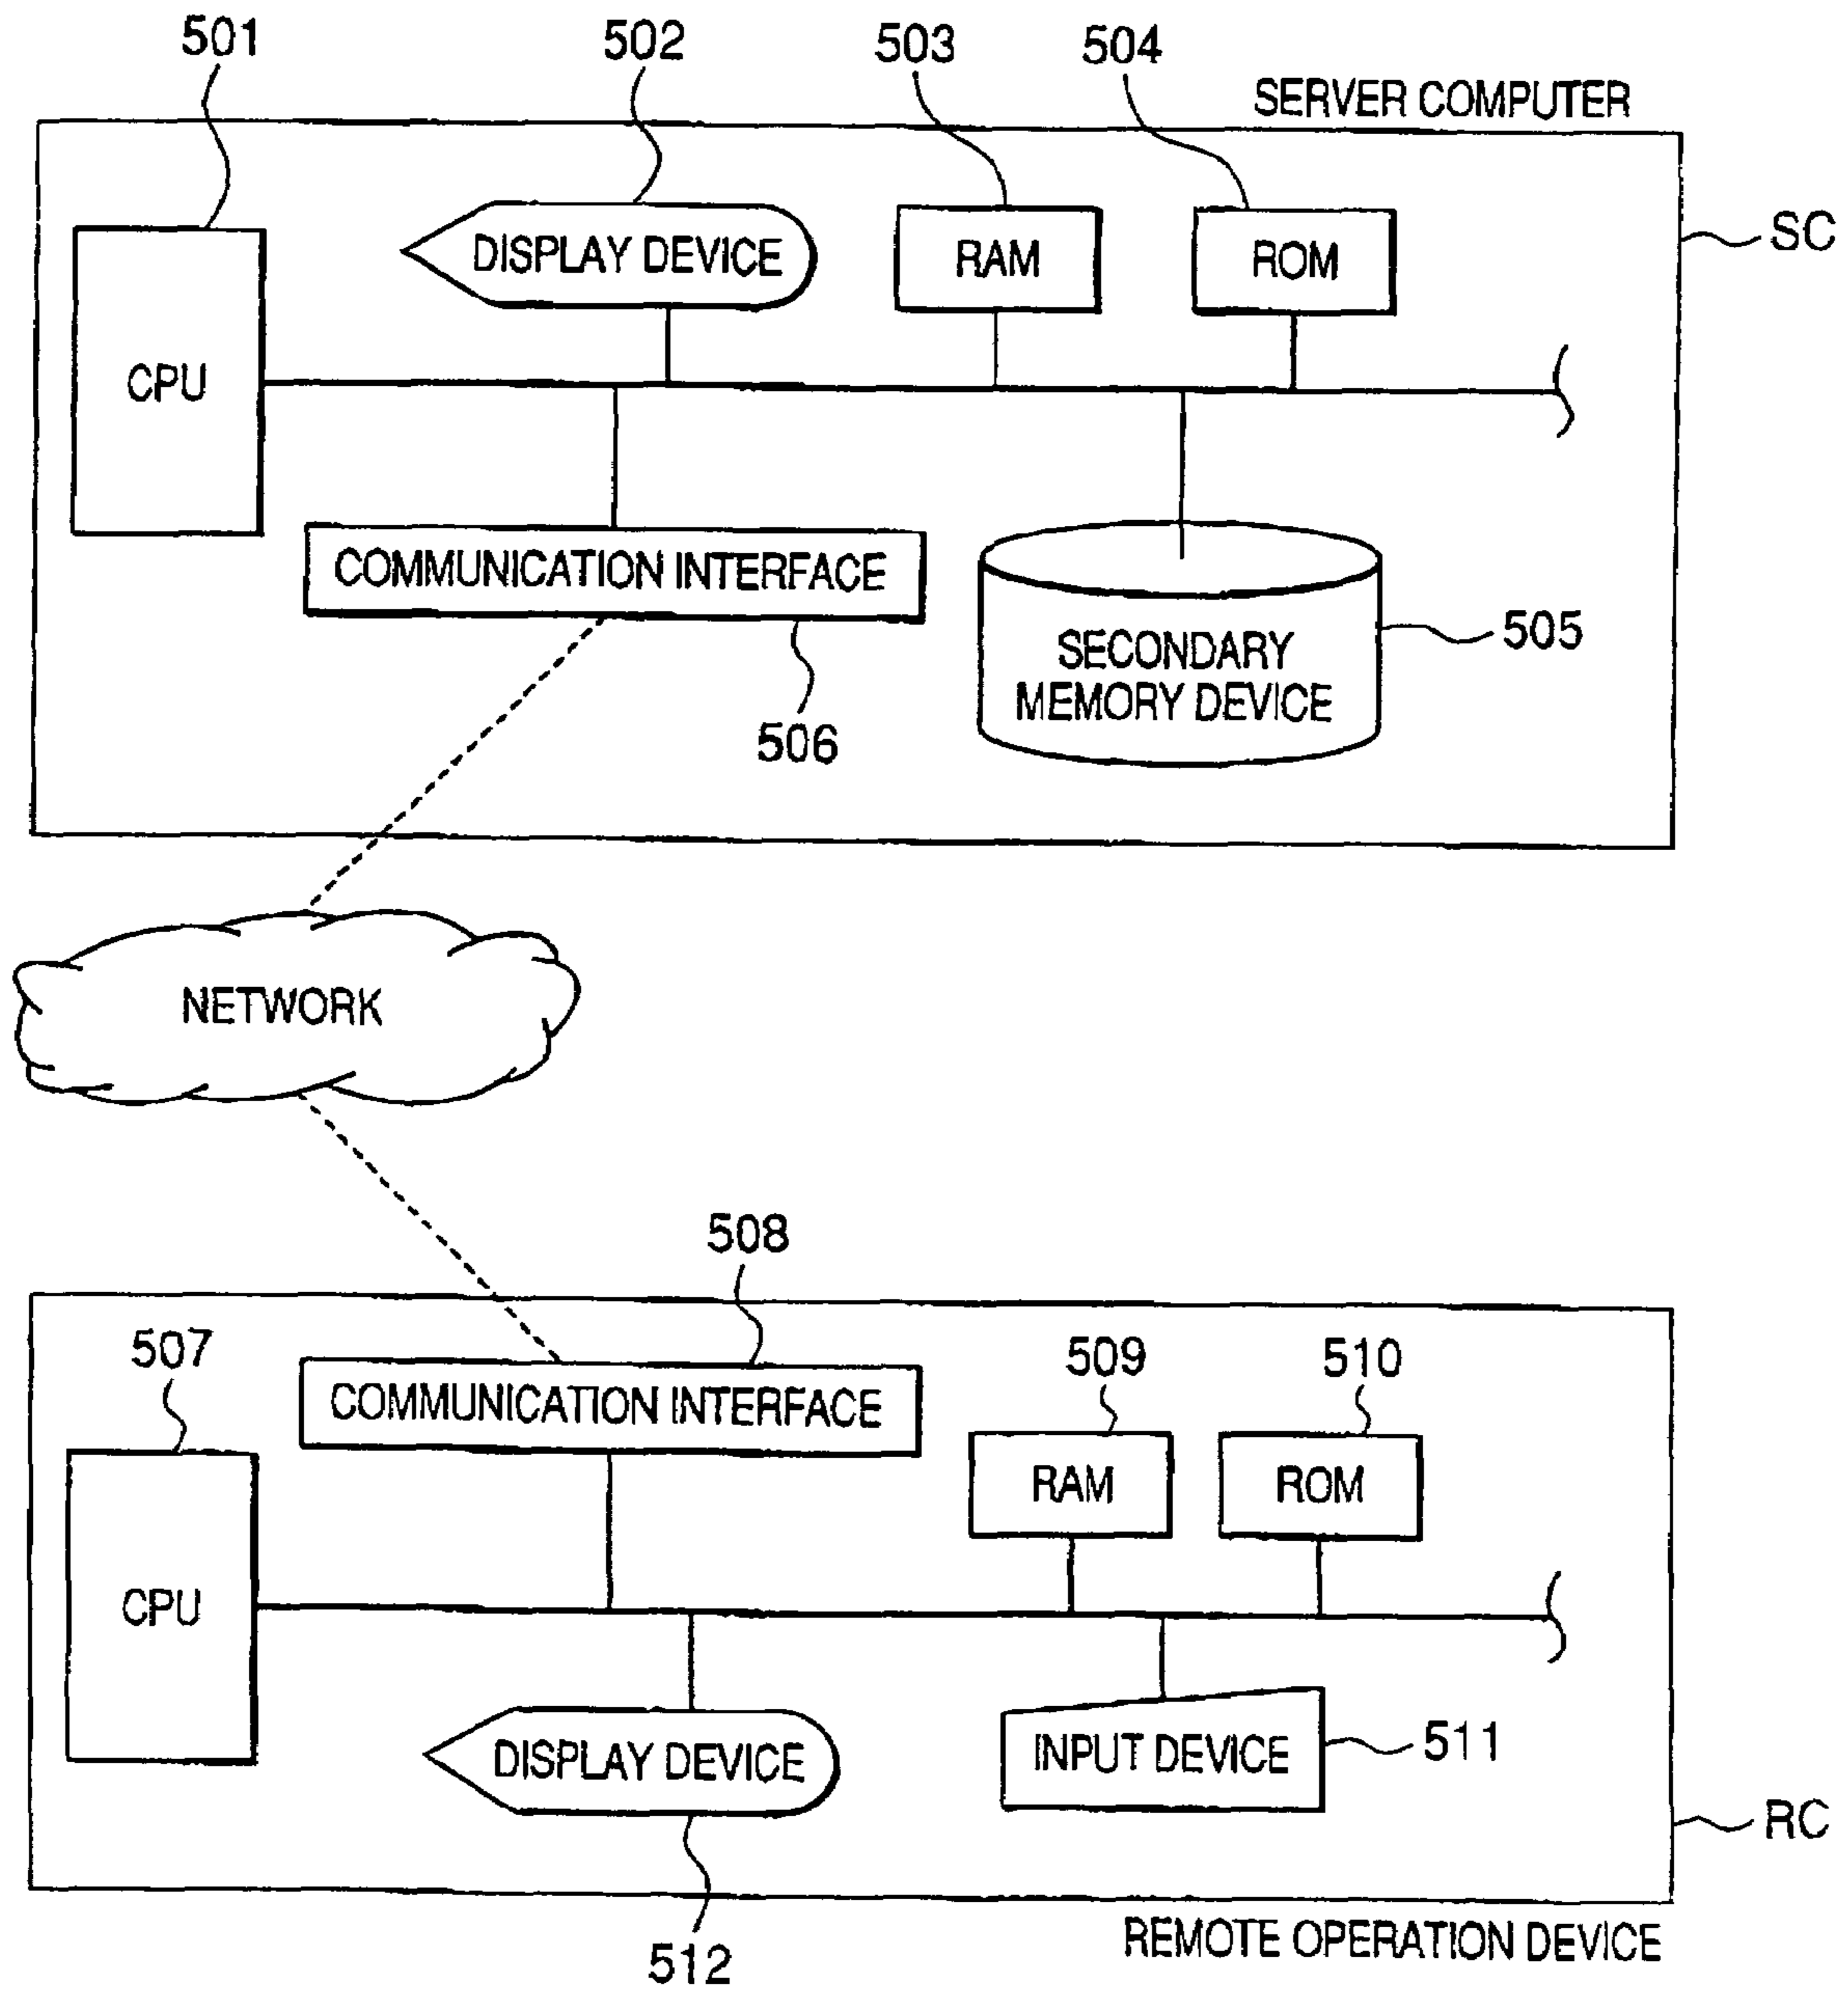 501
502
503
504
SERVER COMPUTER
SC
DISPLAY DEVICE
RAM
ROM
CPU
COMMUNICATION INTERFACE
505
SECONDARY
MEMORY DEVICE
506
NETWORK
508
507
509
510
COMMUNICATION INTERFACE
RAM
ROM
CPU
DISPLAY DEVICE
INPUT DEVICE
511
RC
REMOTE OPERATION DEVICE
512